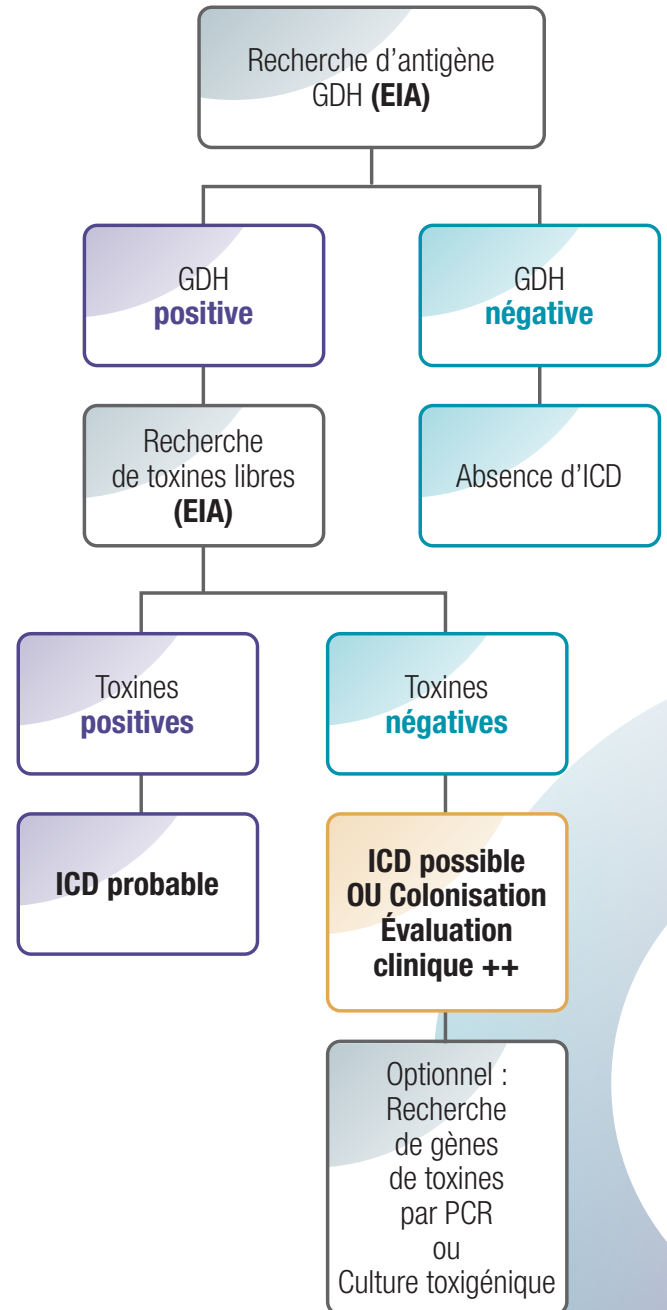 Recherche d’antigène
GDH (EIA)
GDH
positive
GDH
négative
Recherche
de toxines libres
(EIA)
Absence d’ICD
Toxines
positives
Toxines
négatives
ICD probable
ICD possible
OU Colonisation
Évaluation
clinique ++
Optionnel :
Recherche
de gènes
de toxines
par PCR
ou
Culture toxigénique